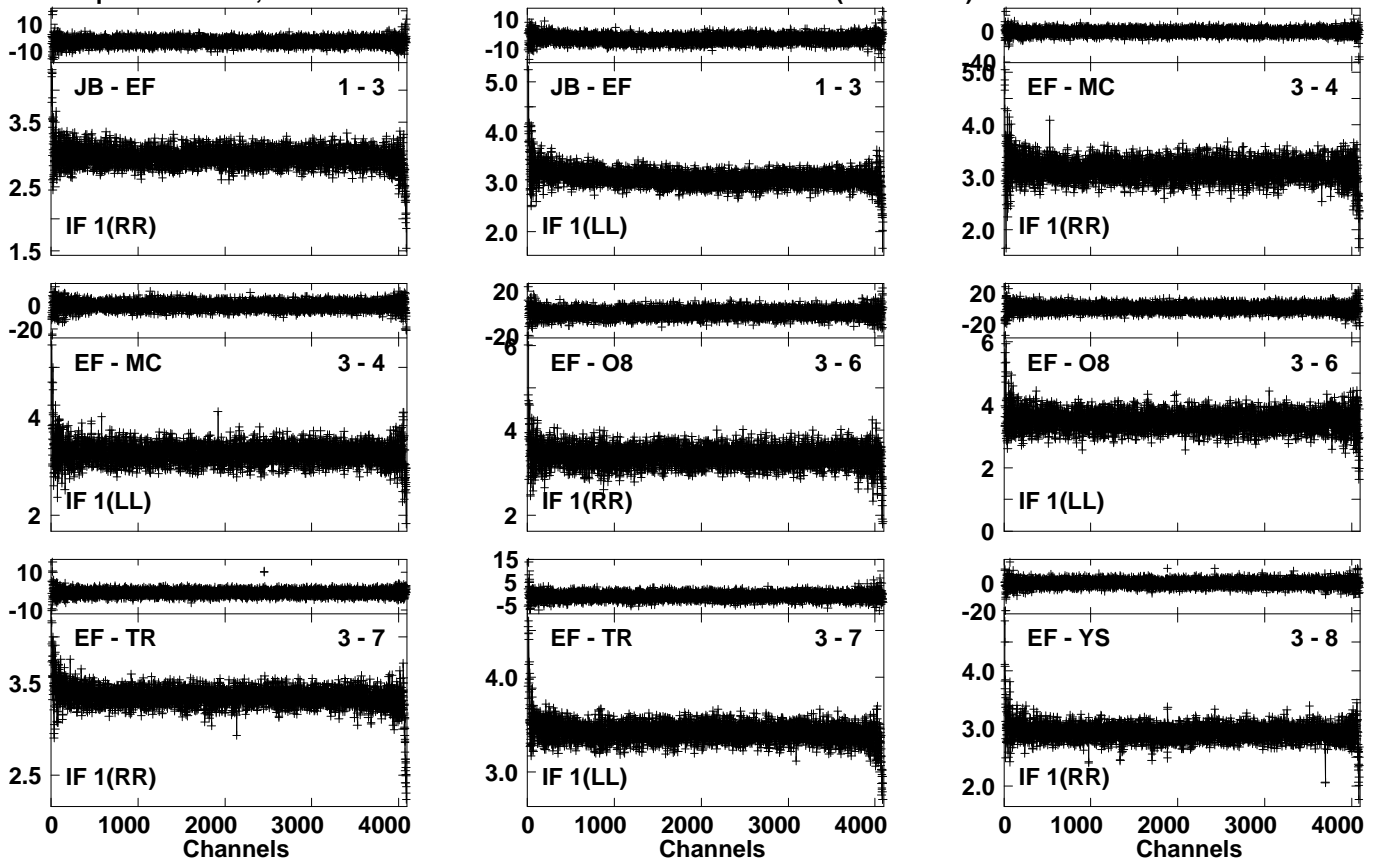 10
-10
JB - EF 1 - 3
3.5
2.5
IF 1(RR)
1.5
10
-10
JB - EF 1 - 3
5.0
4.0
3.0
2.0
IF 1(LL)
0
-40
EF - MC 3 - 4
5.0
4.0
3.0
2.0
IF 1(RR)
0
-20
EF - MC 3 - 4
4
IF 1(LL)
2
20
-20
EF - O8 3 - 6
6
4
IF 1(RR)
2
20
-20
EF - O8 3 - 6
6
4
2
IF 1(LL)
0
10
-10
EF - TR 3 - 7
3.5
2.5
IF 1(RR)
0 1000 2000 3000 4000
Channels
15
5
-5
EF - TR 3 - 7
4.0
3.0
IF 1(LL)
0 1000 2000 3000 4000
Channels
0
-20
EF - YS 3 - 8
4.0
3.0
2.0
IF 1(RR)
0 1000 2000 3000 4000
Channels